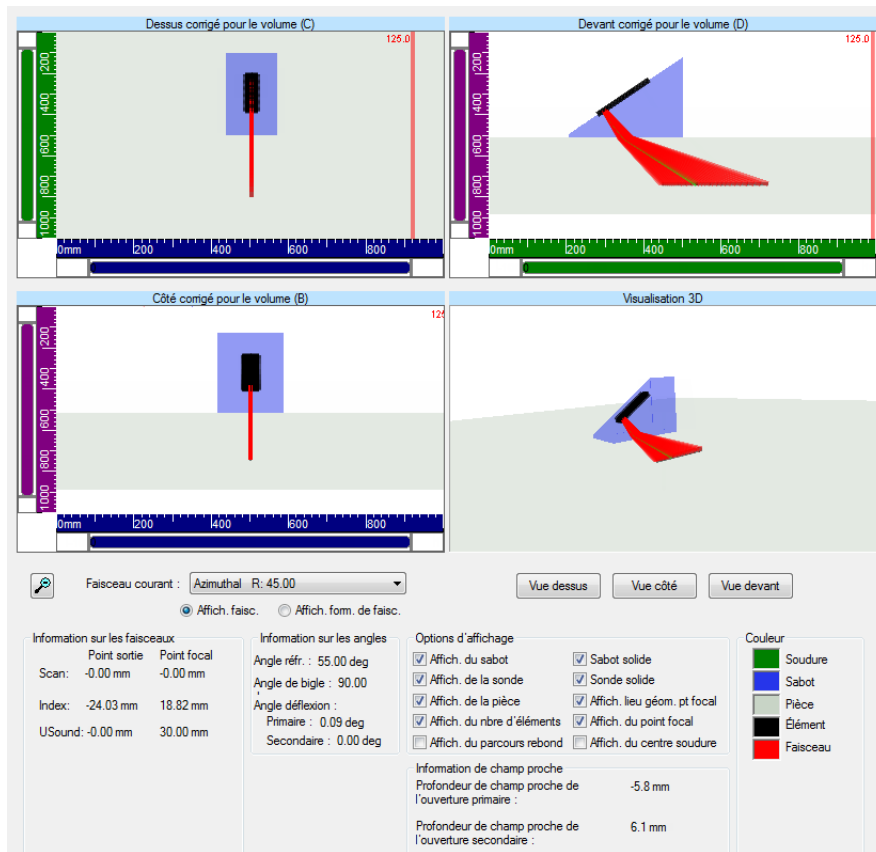 Dessus corrigé pour le volume (C)
125.0
200
400
600
800
1000
0mm 200 400 600 800
Devant corrigé pour le volume (D)
125.0
200
400
600
800
1000
0mm 200 400 600 800
Côté corrigé pour le volume (B)
125
200
400
600
800
1000
0mm 200 400 600 800
Visualisation 3D
Faisceau courant : Azimuthal R: 45.00
Vue dessus Vue côté Vue devant
Affich. faisc. Affich. form. de faisc.
Information sur les faisceaux
Point sortie Point focal
Scan: -0.00 mm -0.00 mm
Index: -24.03 mm 18.82 mm
USound: -0.00 mm 30.00 mm
Information sur les angles
Angle réfr. : 55.00 deg
Angle de bigle : 90.00
Angle déflexion :
Primaire : 0.09 deg
Secondaire : 0.00 deg
Options d'affichage
Affich. du sabot Sabot solide
Affich. de la sonde Sonde solide
Affich. de la pièce Affich. lieu géom. pt focal
Affich. du nbre d'éléments Affich. du point focal
Affich. du parcours rebond Affich. du centre soudure
Information de champ proche
Profondeur de champ proche de
l'ouverture primaire : -5.8 mm
Profondeur de champ proche de
l'ouverture secondaire : 6.1 mm
Couleur
Soudure
Sabot
Pièce
Élément
Faisceau